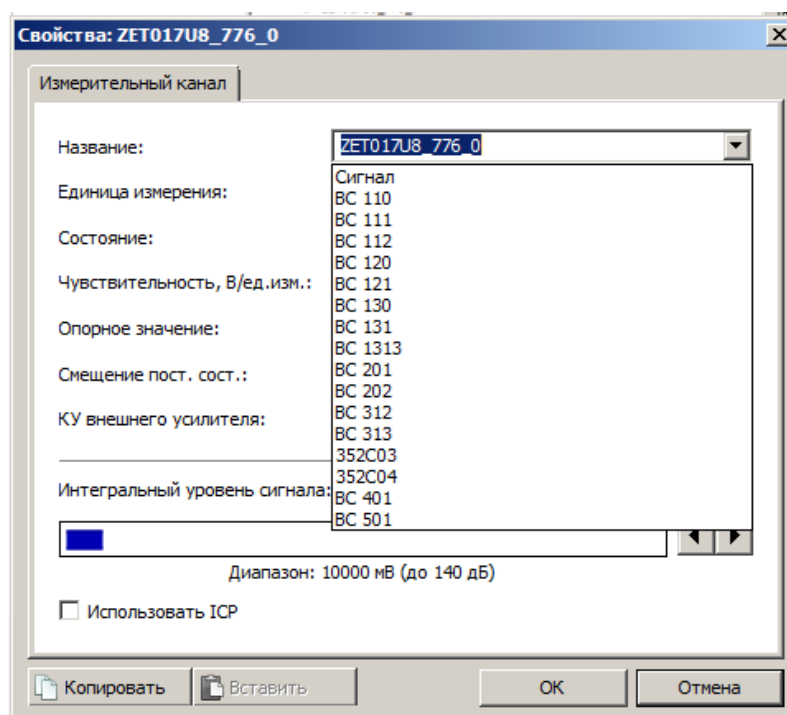 Свойства: ZET017U8_776_0
Измерительный канал
Название:
ZET017U8_776_0
Сигнал
Единица измерения:
BC 110
BC 111
Состояние:
BC 112
BC 120
Чувствительность, В/ед.изм.:
BC 121
BC 130
Опорное значение:
BC 131
BC 1313
Смещение пост. сост.:
BC 201
BC 202
КУ внешнего усилителя:
BC 312
BC 313
352C03
352C04
Интегральный уровень сигнала:
BC 401
BC 501
Диапазон: 10000 мВ (до 140 дБ)
Использовать ICP
Копировать
Вставить
ОК
Отмена